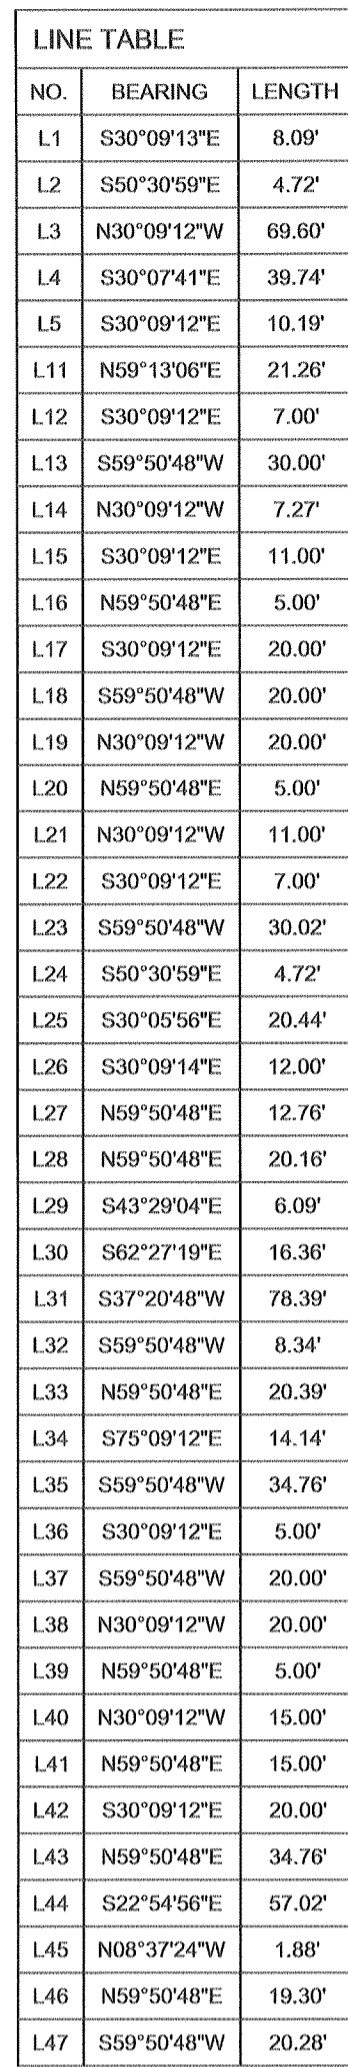 LINE TABLE
NO. BEARING LENGTH
L1 S30°09'13"E 8.09'
L2 S50°30'59"E 4.72'
L3 N30°09'12"W 69.60'
L4 S30°07'41"E 39.74'
L5 S30°09'12"E 10.19'
L11 N59°13'06"E 21.26'
L12 S30°09'12"E 7.00'
L13 S59°50'48"W 30.00'
L14 N30°09'12"W 7.27'
L15 S30°09'12"E 11.00'
L16 N59°50'48"E 5.00'
L17 S30°09'12"E 20.00'
L18 S59°50'48"W 20.00'
L19 N30°09'12"W 20.00'
L20 N59°50'48"E 5.00'
L21 N30°09'12"W 11.00'
L22 S30°09'12"E 7.00'
L23 S59°50'48"W 30.02'
L24 S50°30'59"E 4.72'
L25 S30°05'56"E 20.44'
L26 S30°09'14"E 12.00'
L27 N59°50'48"E 12.76'
L28 N59°50'48"E 20.16'
L29 S43°29'04"E 6.09'
L30 S62°27'19"E 16.36'
L31 S37°20'48"W 78.39'
L32 S59°50'48"W 8.34'
L33 N59°50'48"E 20.39'
L34 S75°09'12"E 14.14'
L35 S59°50'48"W 34.76'
L36 S30°09'12"E 5.00'
L37 S59°50'48"W 20.00'
L38 N30°09'12"W 20.00'
L39 N59°50'48"E 5.00'
L40 N30°09'12"W 15.00'
L41 N59°50'48"E 15.00'
L42 S30°09'12"E 20.00'
L43 N59°50'48"E 34.76'
L44 S22°54'56"E 57.02'
L45 N08°37'24"W 1.88'
L46 N59°50'48"E 19.30'
L47 S59°50'48"W 20.28'